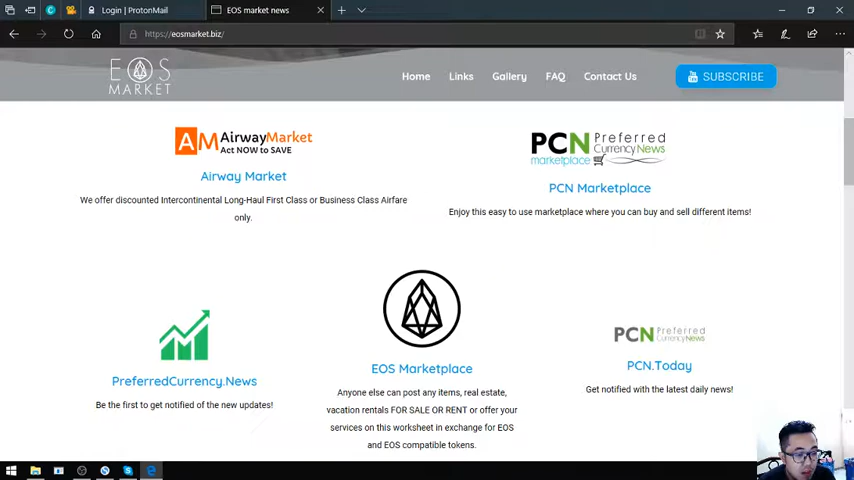 Login | ProtonMail
EOS market news
https://eosmarket.biz/
EOS
MARKET
Home
Links
Gallery
FAQ
Contact Us
SUBSCRIBE
AM AirwayMarket
Act NOW to SAVE
Airway Market
We offer discounted Intercontinental Long-Haul First Class or Business Class Airfare
only.
PCN Preferred
Currency News
marketplace
PCN Marketplace
Enjoy this easy to use marketplace where you can buy and sell different items!
PreferredCurrency.News
Be the first to get notified of the new updates!
EOS Marketplace
Anyone else can post any items, real estate,
vacation rentals FOR SALE OR RENT or offer your
services on this worksheet in exchange for EOS
and EOS compatible tokens.
PCN Preferred
Currency News
PCN.Today
Get notified with the latest daily news!